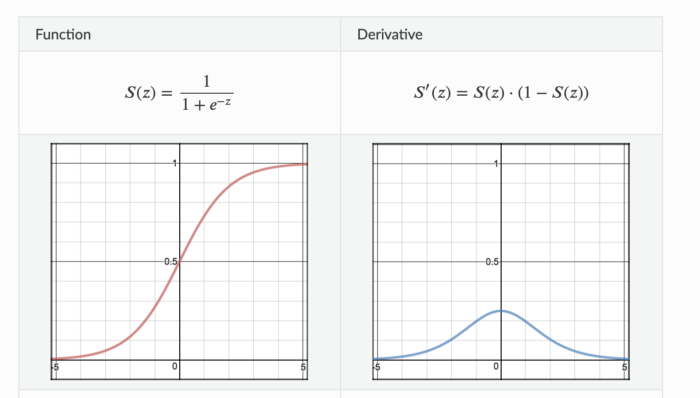 Function
Derivative
S(z) = 1 / (1 + e^{-z})
S′(z) = S(z) · (1 − S(z))
1
0.5
-5 0 5
1
0.5
-5 0 5